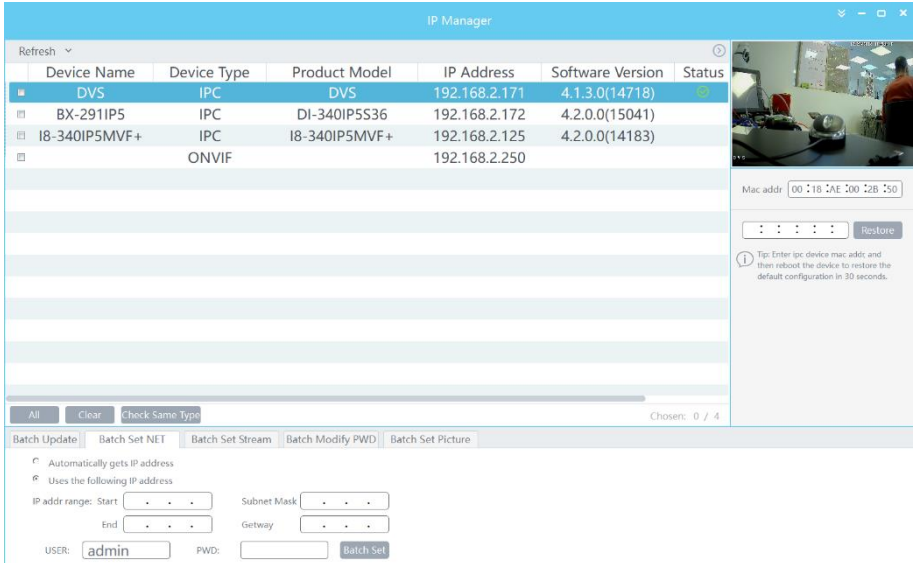 IP Manager
Refresh
Device Name Device Type Product Model IP Address Software Version Status
DVS IPC DVS 192.168.2.171 4.1.3.0(14718)
BX-291IP5 IPC DI-340IP5S36 192.168.2.172 4.2.0.0(15041)
I8-340IP5MVF+ IPC I8-340IP5MVF+ 192.168.2.125 4.2.0.0(14183)
ONVIF 192.168.2.250
Mac addr 00 : 18 : AE : 00 : 2B : 50
: : : : : Restore
Tip: Enter ipc device mac addr, and
then reboot the device to restore the
default configuration in 30 seconds.
All Clear Check Same Type Chosen: 0 / 4
Batch Update Batch Set NET Batch Set Stream Batch Modify PWD Batch Set Picture
Automatically gets IP address
Uses the following IP address
IP addr range: Start . . . Subnet Mask . . .
End . . . Getway . . .
USER: admin PWD: Batch Set